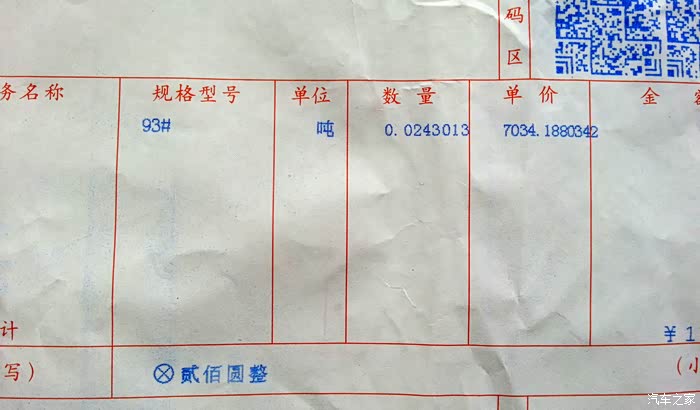 码
区
务名称 规格型号 单位 数量 单价 金
93# 吨 0.0243013 7034.1880342
计 ¥1
写) ⊗贰佰圆整 (小
汽车之家